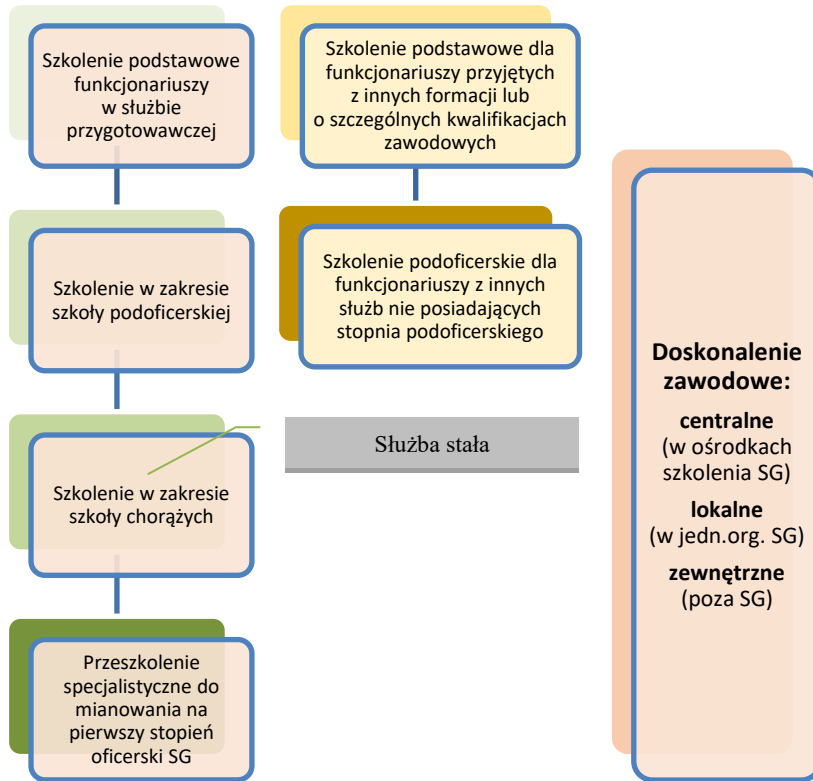 Szkolenie podstawowe
funkcjonariuszy
w służbie
przygotowawczej
Szkolenie podstawowe dla
funkcjonariuszy przyjętych
z innych formacji lub
o szczególnych kwalifikacjach
zawodowych
Szkolenie w zakresie
szkoły podoficerskiej
Szkolenie podoficerskie dla
funkcjonariuszy z innych
służb nie posiadających
stopnia podoficerskiego
Szkolenie w zakresie
szkoły chorążych
Służba stała
Przeszkolenie
specjalistyczne do
mianowania na
pierwszy stopień
oficerski SG
Doskonalenie
zawodowe:
centralne
(w ośrodkach
szkolenia SG)
lokalne
(w jedn.org. SG)
zewnętrzne
(poza SG)